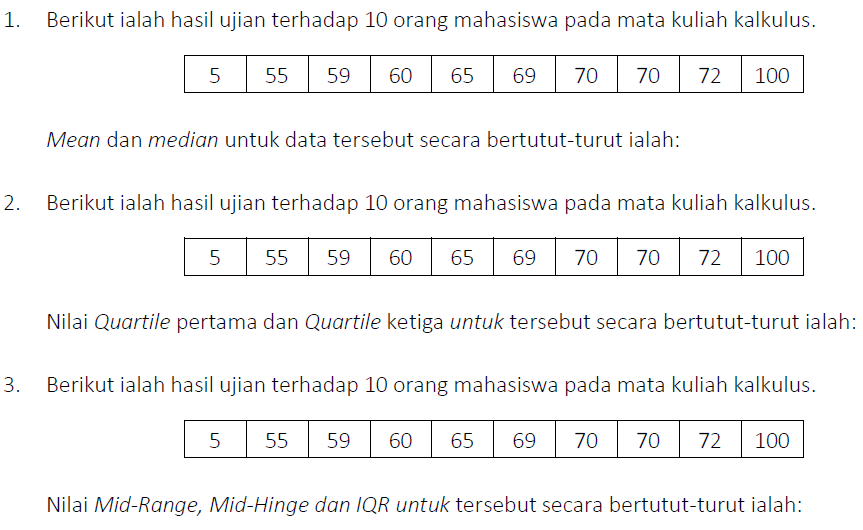 1. Berikut ialah hasil ujian terhadap 10 orang mahasiswa pada mata kuliah kalkulus.
5 55 59 60 65 69 70 70 72 100
Mean dan median untuk data tersebut secara bertutut-turut ialah:
2. Berikut ialah hasil ujian terhadap 10 orang mahasiswa pada mata kuliah kalkulus.
5 55 59 60 65 69 70 70 72 100
Nilai Quartile pertama dan Quartile ketiga untuk tersebut secara bertutut-turut ialah:
3. Berikut ialah hasil ujian terhadap 10 orang mahasiswa pada mata kuliah kalkulus.
5 55 59 60 65 69 70 70 72 100
Nilai Mid-Range, Mid-Hinge dan IQR untuk tersebut secara bertutut-turut ialah: